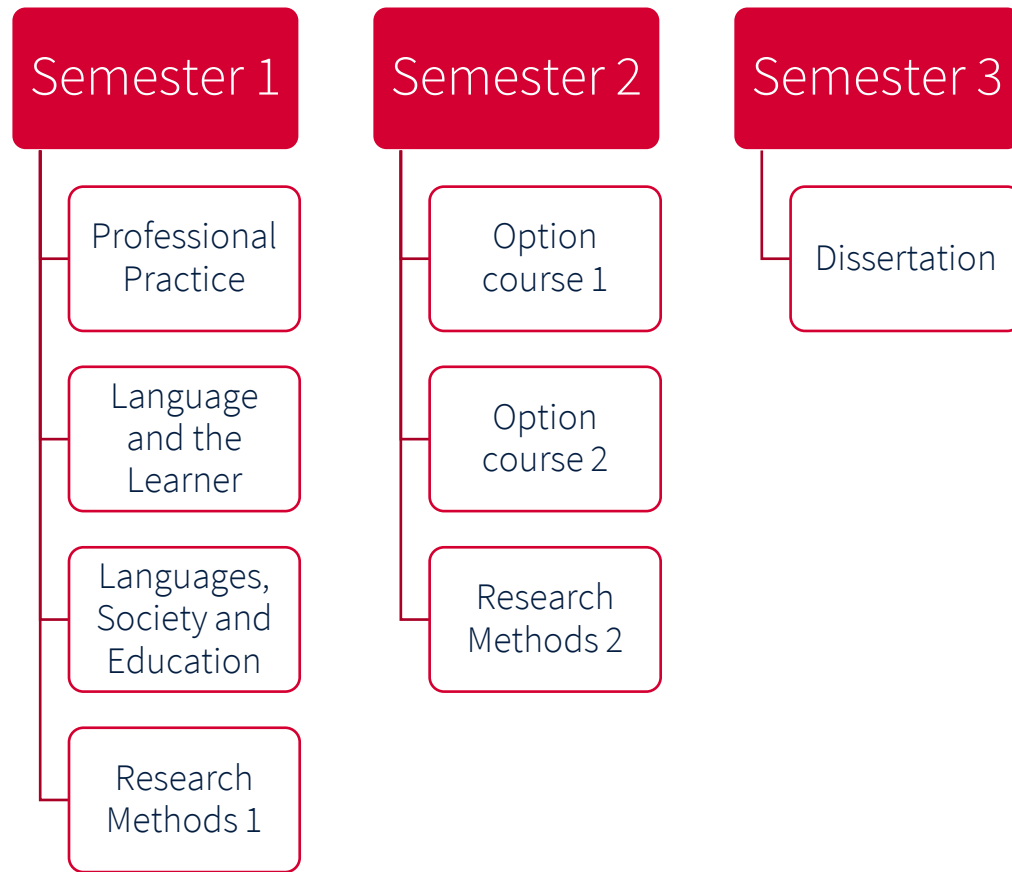 Semester 1
Professional
Practice
Language
and the
Learner
Languages,
Society and
Education
Research
Methods 1
Semester 2
Option
course 1
Option
course 2
Research
Methods 2
Semester 3
Dissertation